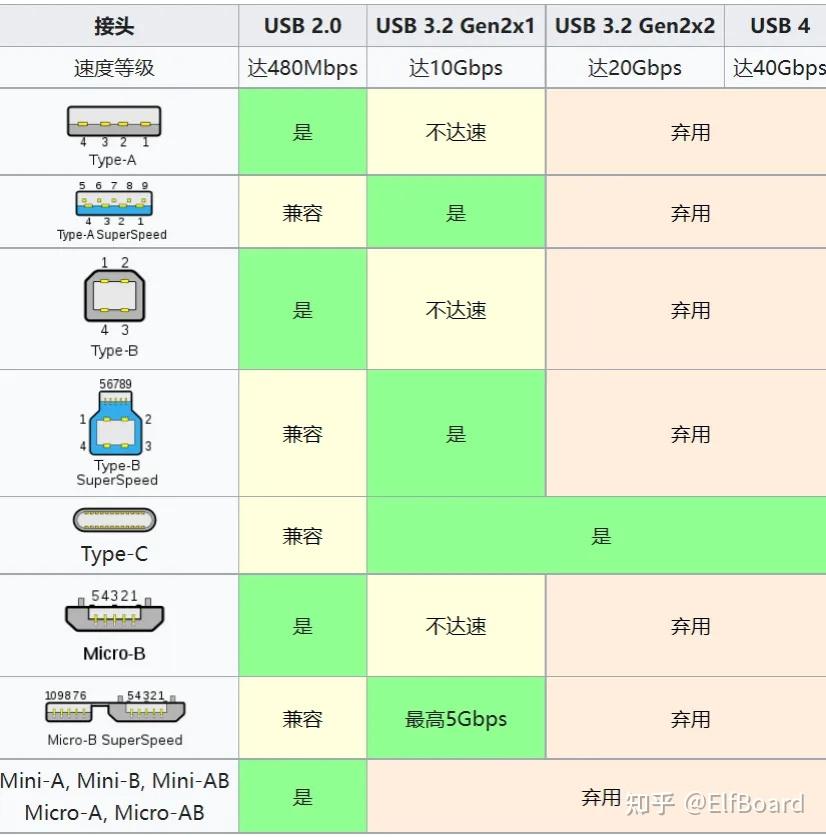 接头 USB 2.0 USB 3.2 Gen2x1 USB 3.2 Gen2x2 USB 4
速度等级 达480Mbps 达10Gbps 达20Gbps 达40Gbps
4 3 2 1
Type-A
是 不达速 弃用
5 6 7 8 9
4 3 2 1
Type-A SuperSpeed
兼容 是 弃用
1 2
4 3
Type-B
是 不达速 弃用
56789
1 2
4 3
Type-B
SuperSpeed
兼容 是 弃用
Type-C
兼容 是
54321
Micro-B
是 不达速 弃用
109876 54321
Micro-B SuperSpeed
兼容 最高5Gbps 弃用
Mini-A, Mini-B, Mini-AB
Micro-A, Micro-AB
是 弃用
知乎 @ElfBoard